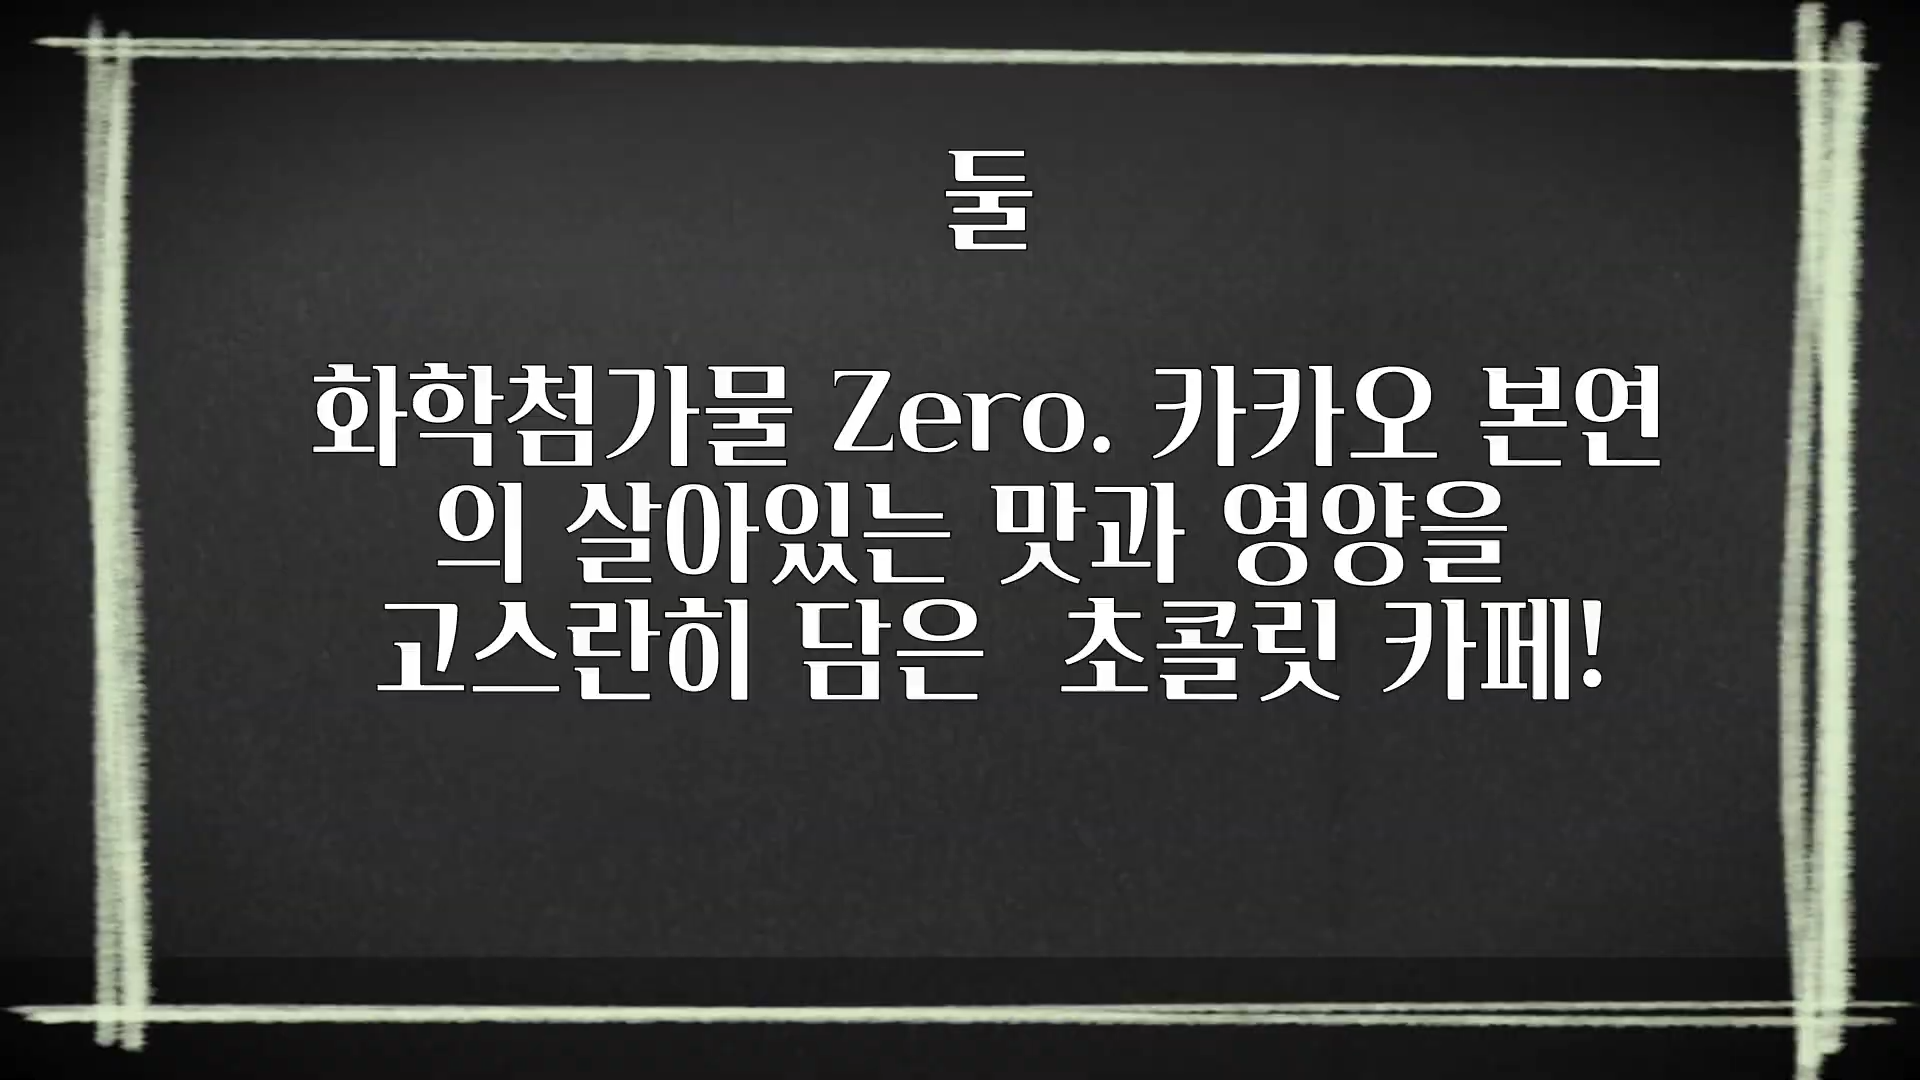 둘
화학첨가물 Zero. 카카오 본연
의 살아있는 맛과 영양을
고스란히 담은  초콜릿 카페!